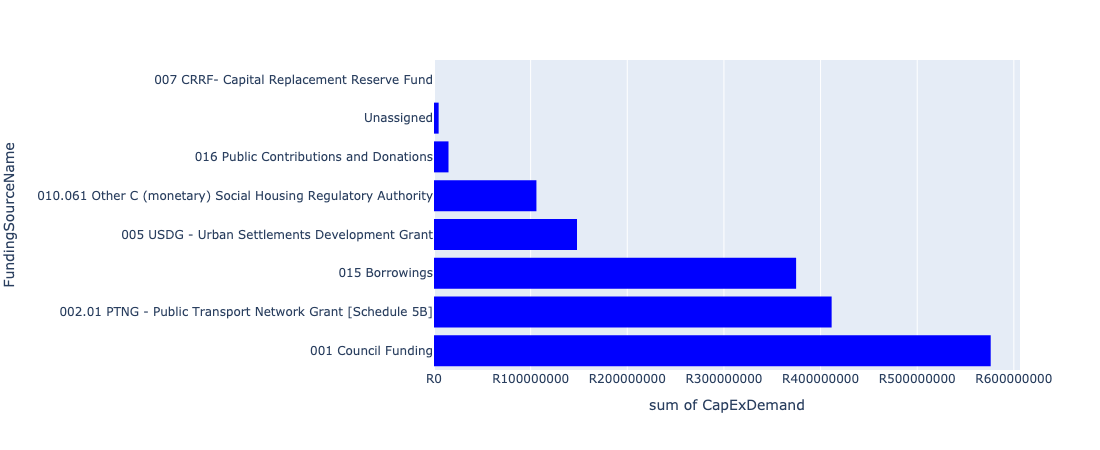 007 CRRF- Capital Replacement Reserve Fund
Unassigned
016 Public Contributions and Donations
010.061 Other C (monetary) Social Housing Regulatory Authority
005 USDG - Urban Settlements Development Grant
015 Borrowings
002.01 PTNG - Public Transport Network Grant [Schedule 5B]
001 Council Funding
FundingSourceName
R0 R100000000 R200000000 R300000000 R400000000 R500000000 R600000000
sum of CapExDemand